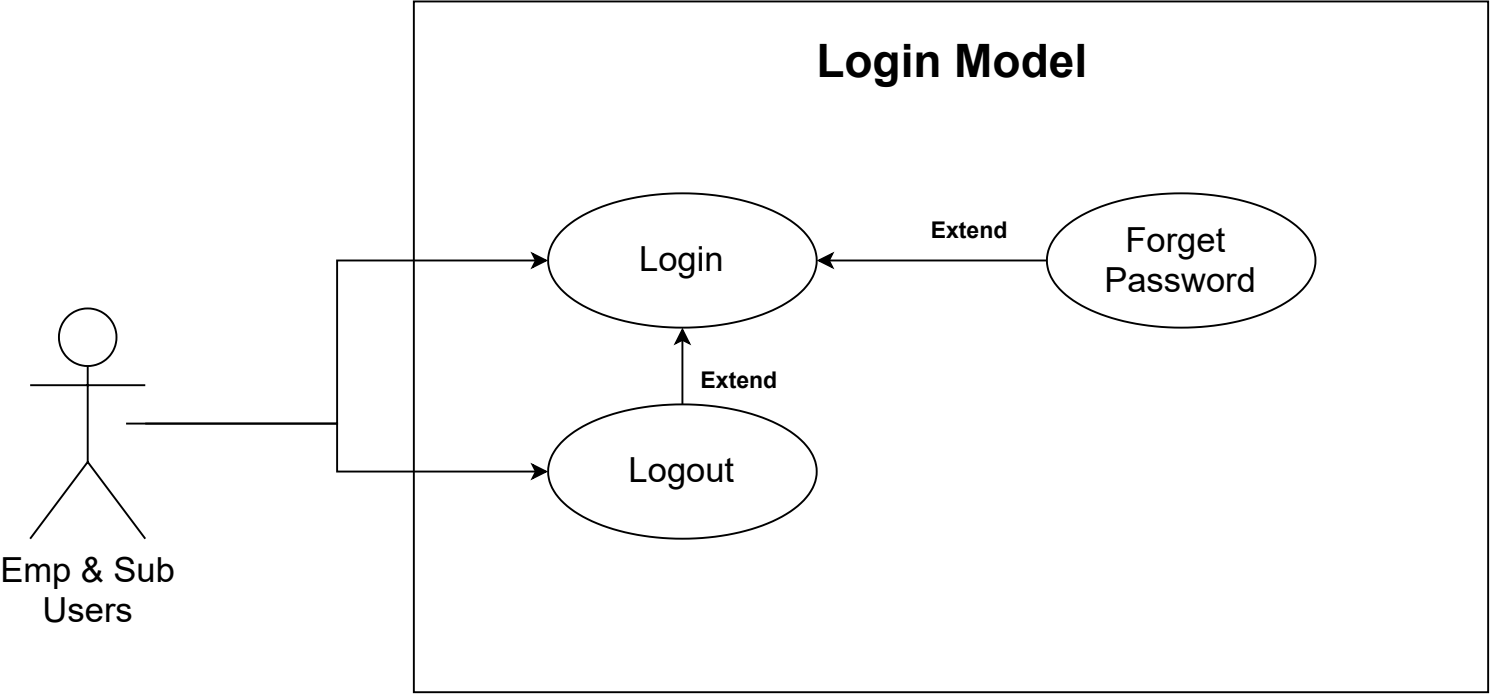 Login Model
Login
Extend
Forget
Password
Extend
Logout
Emp & Sub
Users